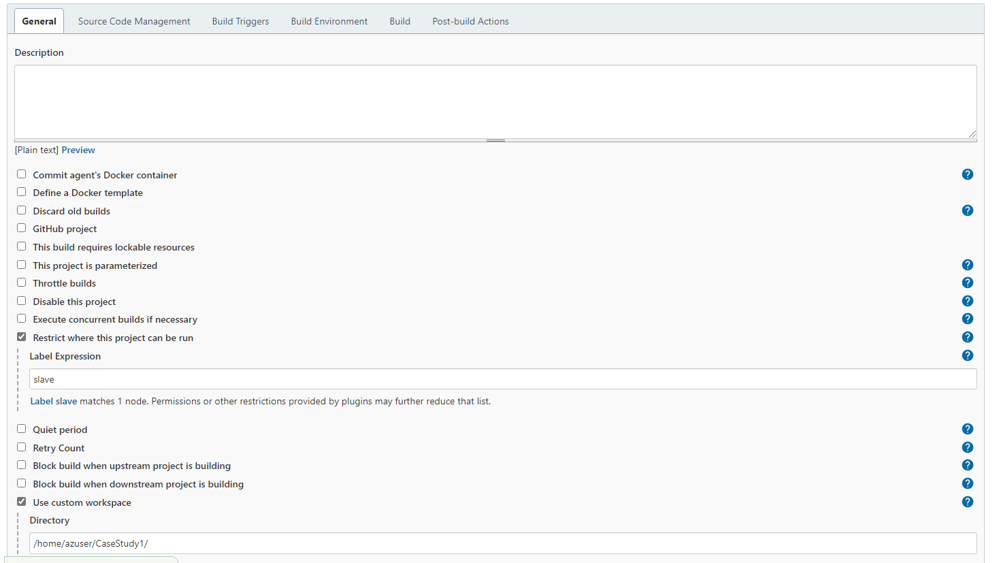 General Source Code Management Build Triggers Build Environment Build Post-build Actions
Description
[Plain text] Preview
Commit agent's Docker container
Define a Docker template
Discard old builds
GitHub project
This build requires lockable resources
This project is parameterized
Throttle builds
Disable this project
Execute concurrent builds if necessary
Restrict where this project can be run
Label Expression
slave
Label slave matches 1 node. Permissions or other restrictions provided by plugins may further reduce that list.
Quiet period
Retry Count
Block build when upstream project is building
Block build when downstream project is building
Use custom workspace
Directory
/home/azuser/CaseStudy1/